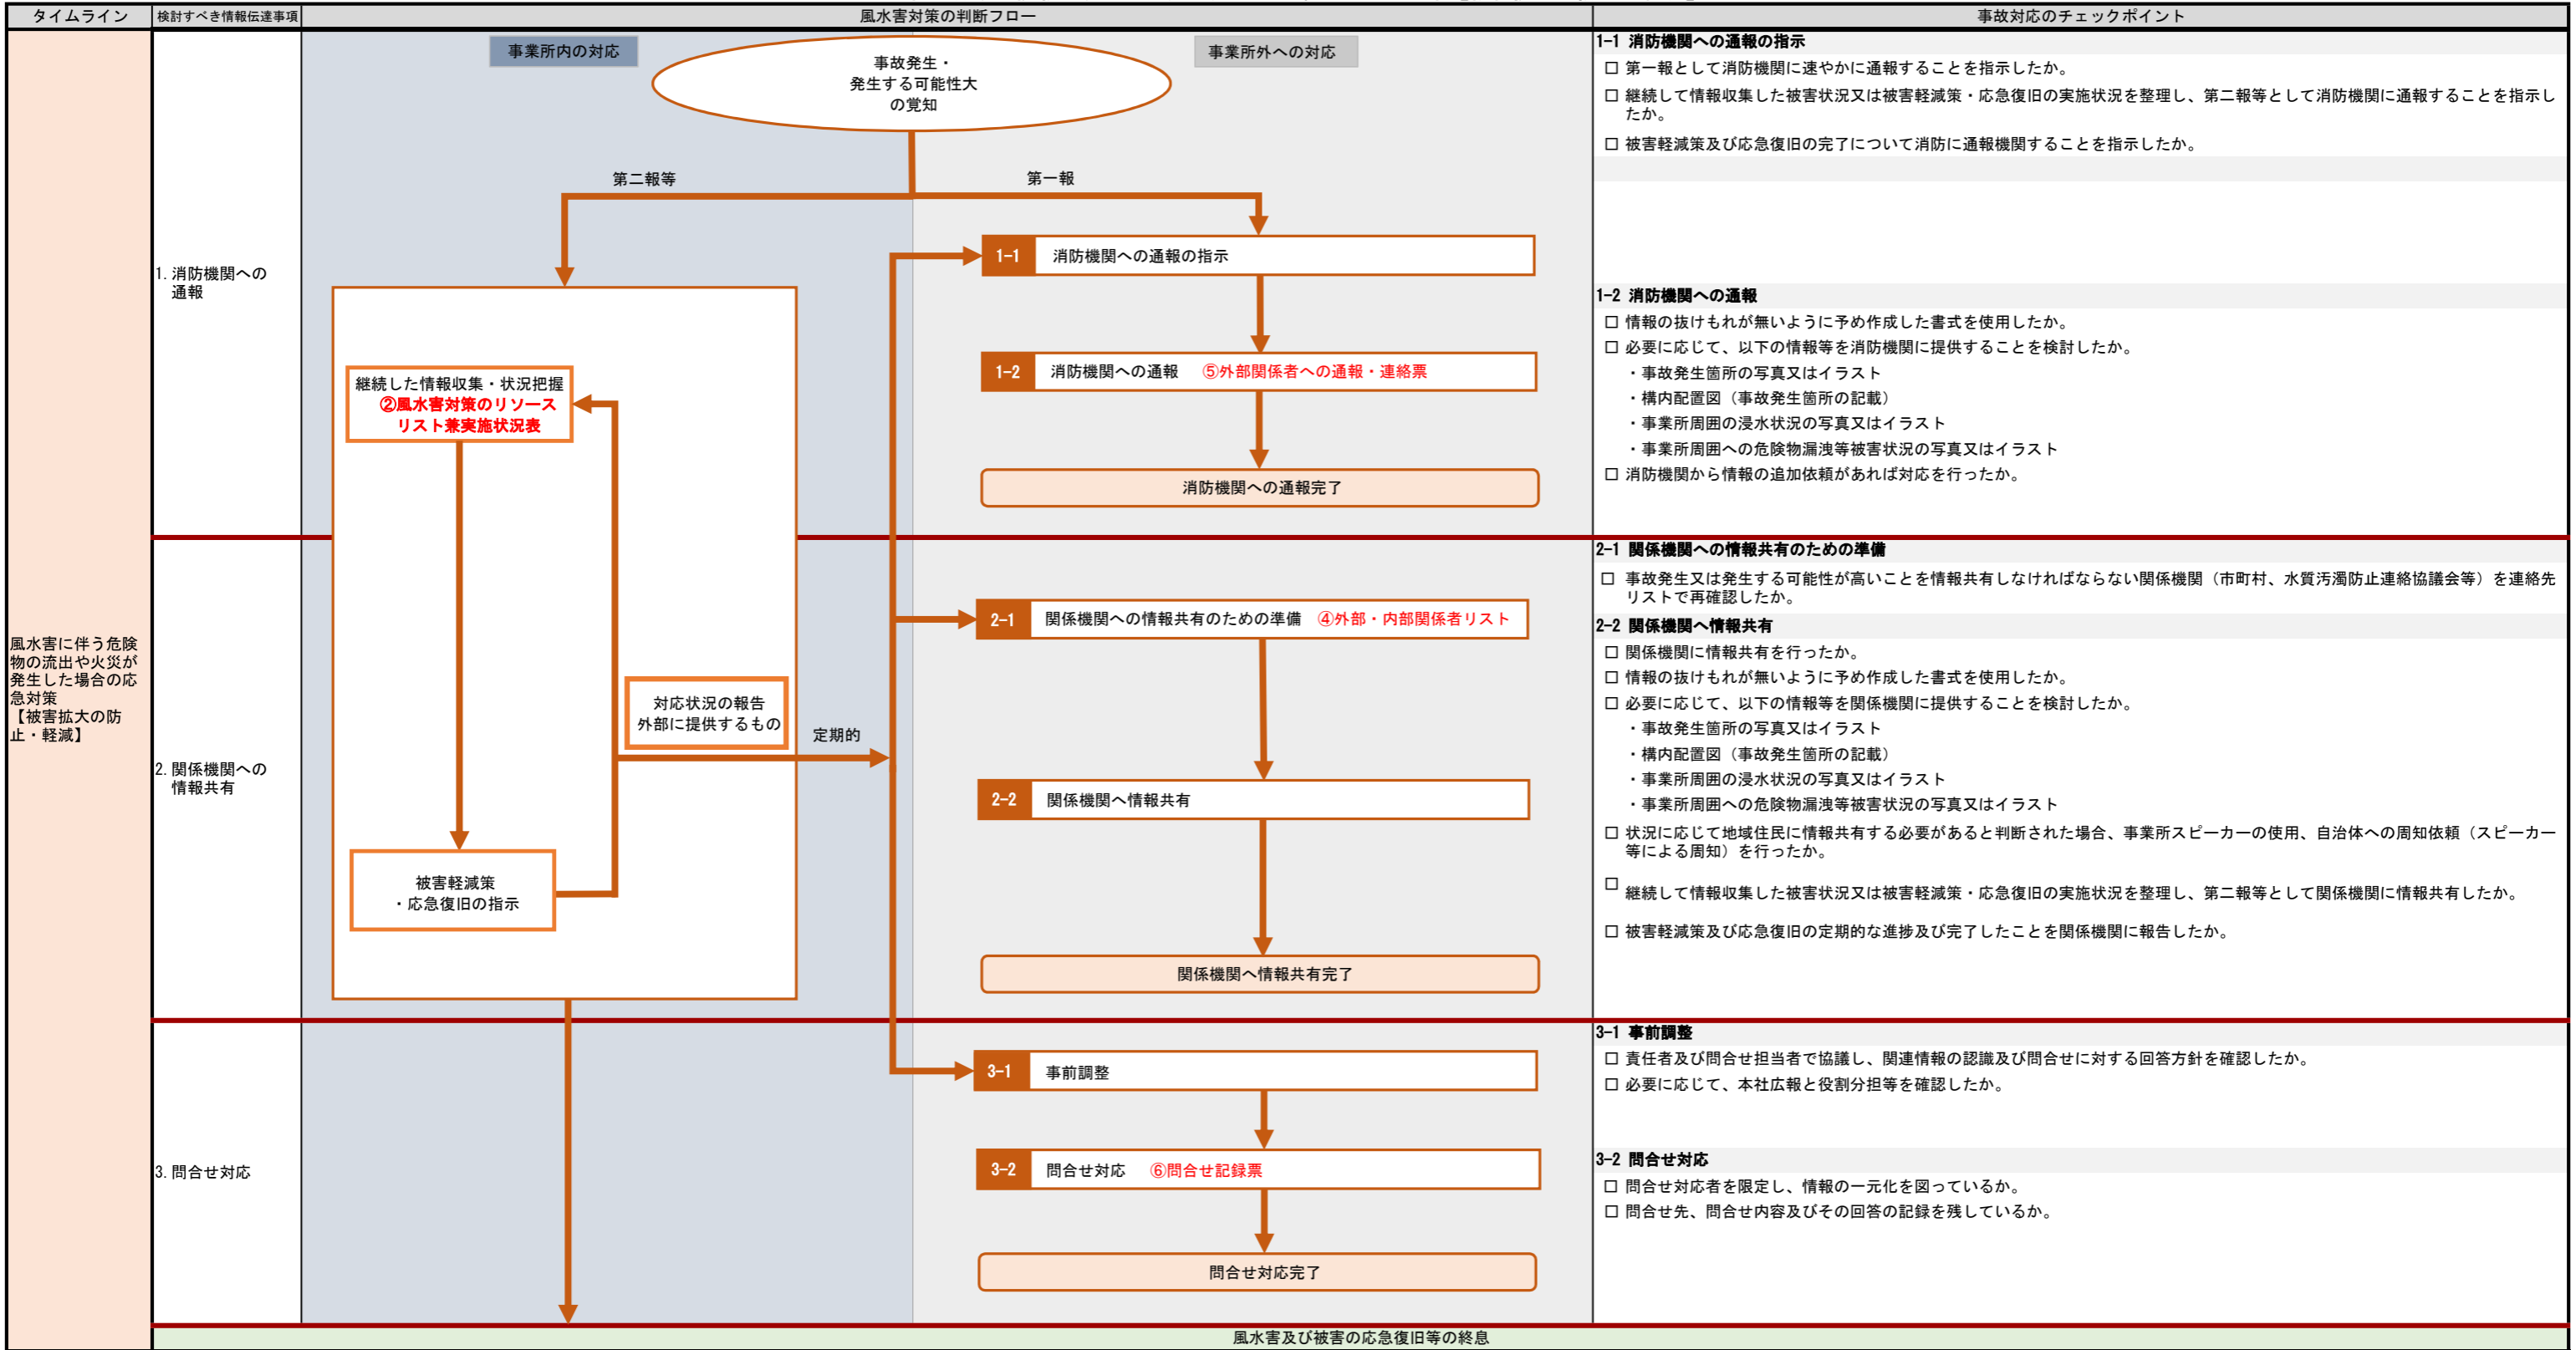 タイムライン
検討すべき情報伝達事項
風水害対策の判断フロー
事故対応のチェックポイント
風水害に伴う危険
物の流出や火災が
発生した場合の応
急対策
【被害拡大の防
止・軽減】
1. 消防機関への
通報
2. 関係機関への
情報共有
3. 問合せ対応
事業所内の対応
事業所外への対応
事故発生・
発生する可能性大
の覚知
第二報等
第一報
1-1 消防機関への通報の指示
1-2 消防機関への通報 ⑤外部関係者への通報・連絡票
消防機関への通報完了
継続した情報収集・状況把握
②風水害対策のリソース
リスト兼実施状況表
対応状況の報告
外部に提供するもの
定期的
被害軽減策
・応急復旧の指示
2-1 関係機関への情報共有のための準備 ④外部・内部関係者リスト
2-2 関係機関へ情報共有
関係機関へ情報共有完了
3-1 事前調整
3-2 問合せ対応 ⑥問合せ記録票
問合せ対応完了
1-1 消防機関への通報の指示
□ 第一報として消防機関に速やかに通報することを指示したか。
□ 継続して情報収集した被害状況又は被害軽減策・応急復旧の実施状況を整理し、第二報等として消防機関に通報することを指示し
たか。
□ 被害軽減策及び応急復旧の完了について消防に通報機関することを指示したか。
1-2 消防機関への通報
□ 情報の抜けもれが無いように予め作成した書式を使用したか。
□ 必要に応じて、以下の情報等を消防機関に提供することを検討したか。
・事故発生箇所の写真又はイラスト
・構内配置図（事故発生箇所の記載）
・事業所周囲の浸水状況の写真又はイラスト
・事業所周囲への危険物漏洩等被害状況の写真又はイラスト
□ 消防機関から情報の追加依頼があれば対応を行ったか。
2-1 関係機関への情報共有のための準備
□ 事故発生又は発生する可能性が高いことを情報共有しなければならない関係機関（市町村、水質汚濁防止連絡協議会等）を連絡先
リストで再確認したか。
2-2 関係機関へ情報共有
□ 関係機関に情報共有を行ったか。
□ 情報の抜けもれが無いように予め作成した書式を使用したか。
□ 必要に応じて、以下の情報等を関係機関に提供することを検討したか。
・事故発生箇所の写真又はイラスト
・構内配置図（事故発生箇所の記載）
・事業所周囲の浸水状況の写真又はイラスト
・事業所周囲への危険物漏洩等被害状況の写真又はイラスト
□ 状況に応じて地域住民に情報共有する必要があると判断された場合、事業所スピーカーの使用、自治体への周知依頼（スピーカー
等による周知）を行ったか。
□ 継続して情報収集した被害状況又は被害軽減策・応急復旧の実施状況を整理し、第二報等として関係機関に情報共有したか。
□ 被害軽減策及び応急復旧の定期的な進捗及び完了したことを関係機関に報告したか。
3-1 事前調整
□ 責任者及び問合せ担当者で協議し、関連情報の認識及び問合せに対する回答方針を確認したか。
□ 必要に応じて、本社広報と役割分担等を確認したか。
3-2 問合せ対応
□ 問合せ対応者を限定し、情報の一元化を図っているか。
□ 問合せ先、問合せ内容及びその回答の記録を残しているか。
風水害及び被害の応急復旧等の終息